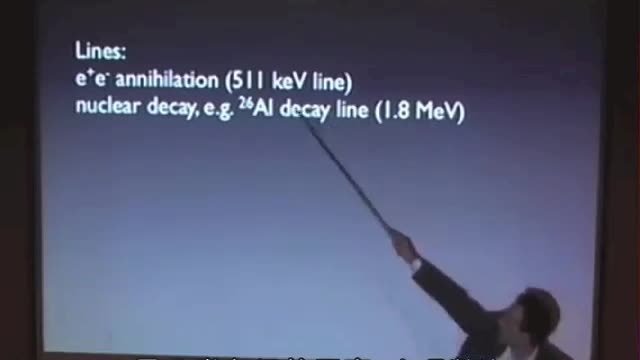 Lines:
e⁺e⁻ annihilation (511 keV line)
nuclear decay, e.g. ²⁶Al decay line (1.8 MeV)